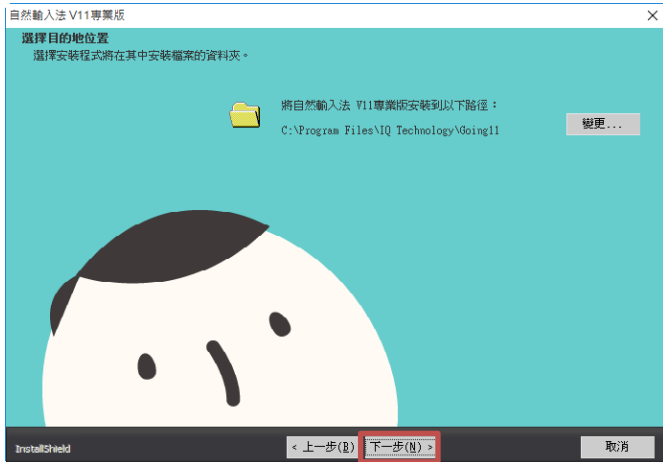 自然輸入法 V11專業版
選擇目的地位置
選擇安裝程式將在其中安裝檔案的資料夾。
將自然輸入法 V11專業版安裝到以下路徑：
C:\Program Files\IQ Technology\Going11
變更...
InstallShield
< 上一步(B)
下一步(N) >
取消